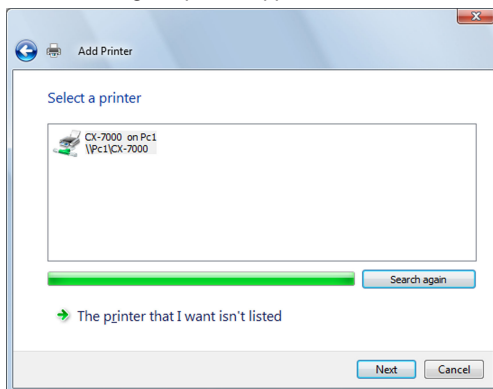 Add Printer
Select a printer
CX-7000 on Pc1
\\Pc1\CX-7000
Search again
The printer that I want isn't listed
Next
Cancel